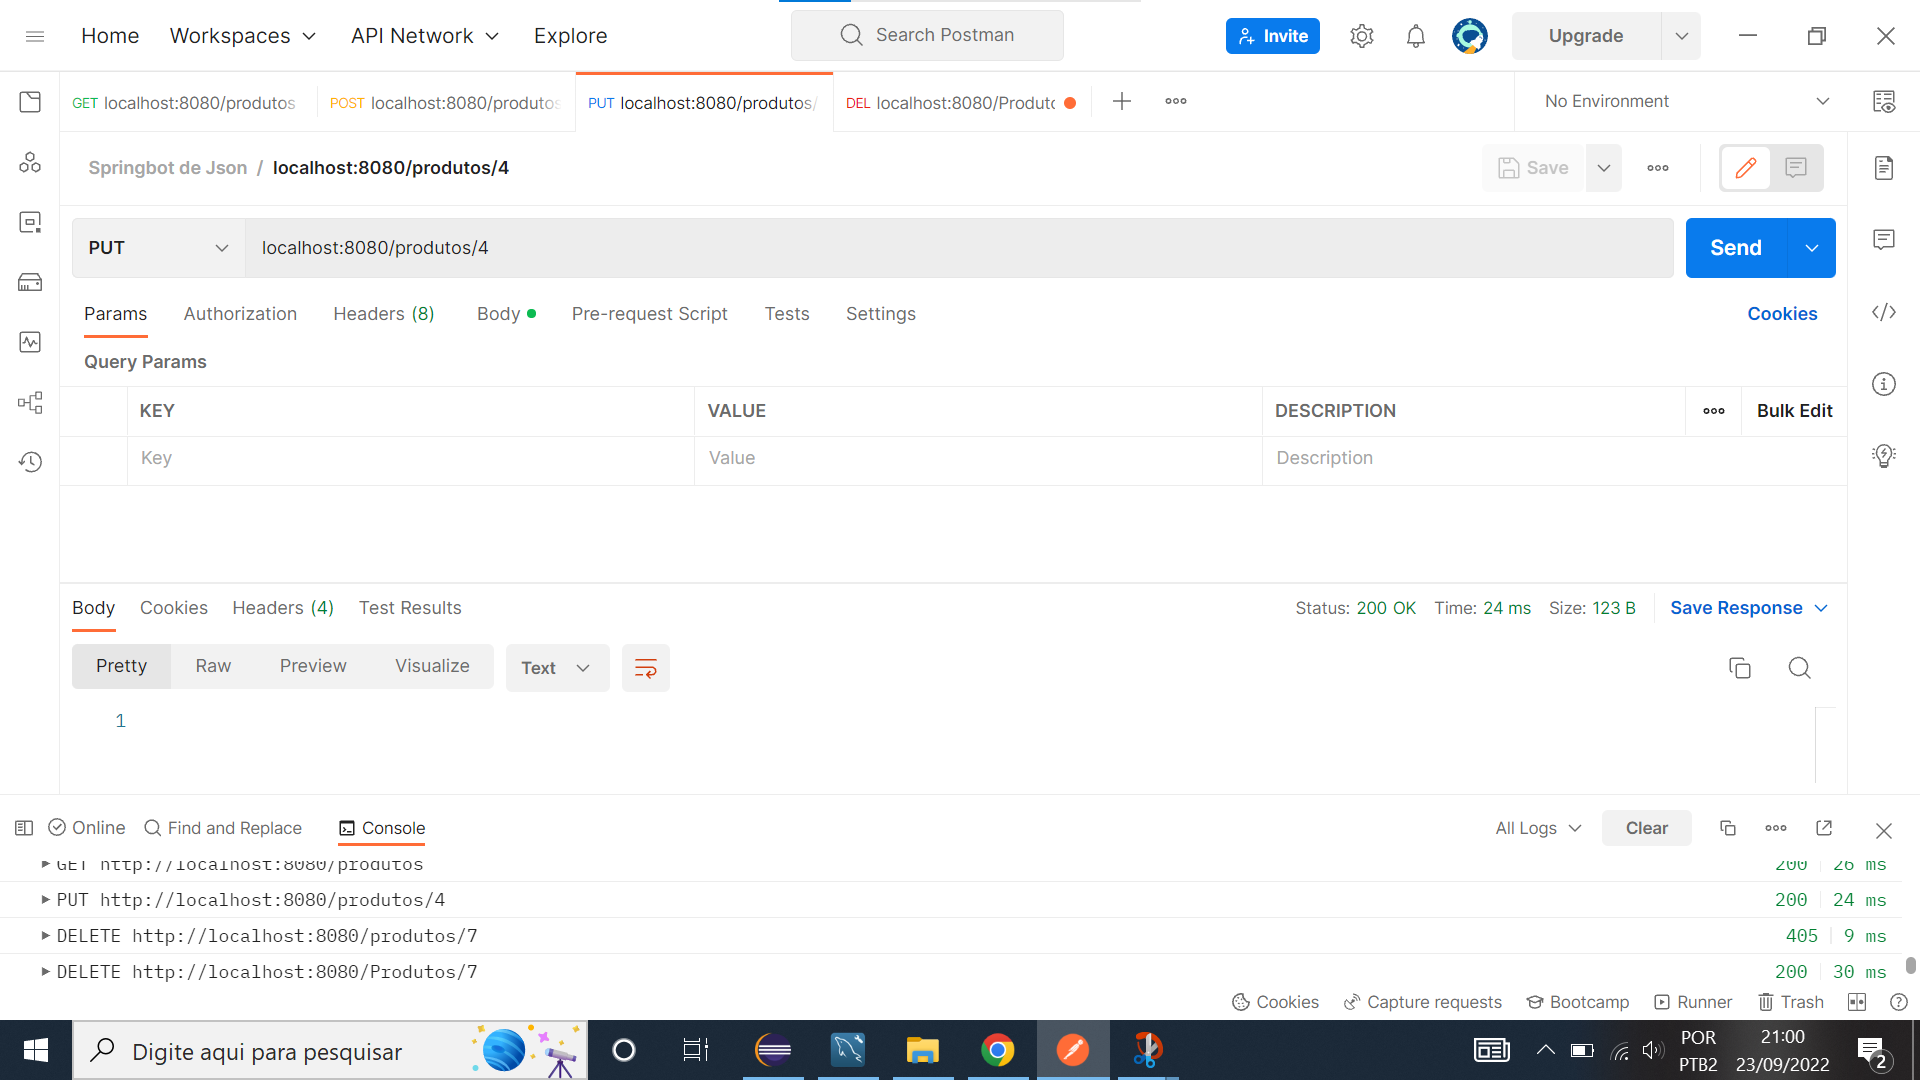 Home Workspaces API Network Explore Search Postman Invite Upgrade
GET localhost:8080/produtos POST localhost:8080/produtos PUT localhost:8080/produtos/ DEL localhost:8080/Produto No Environment
Springbot de Json / localhost:8080/produtos/4 Save
PUT localhost:8080/produtos/4 Send
Params Authorization Headers (8) Body Pre-request Script Tests Settings Cookies
Query Params
KEY VALUE DESCRIPTION Bulk Edit
Key Value Description
Body Cookies Headers (4) Test Results Status: 200 OK Time: 24 ms Size: 123 B Save Response
Pretty Raw Preview Visualize Text
1
Online Find and Replace Console All Logs Clear
GET http://localhost:8080/produtos 200 26 ms
PUT http://localhost:8080/produtos/4 200 24 ms
DELETE http://localhost:8080/produtos/7 405 9 ms
DELETE http://localhost:8080/Produtos/7 200 30 ms
Cookies Capture requests Bootcamp Runner Trash
Digite aqui para pesquisar POR 21:00
PTB2 23/09/2022 2